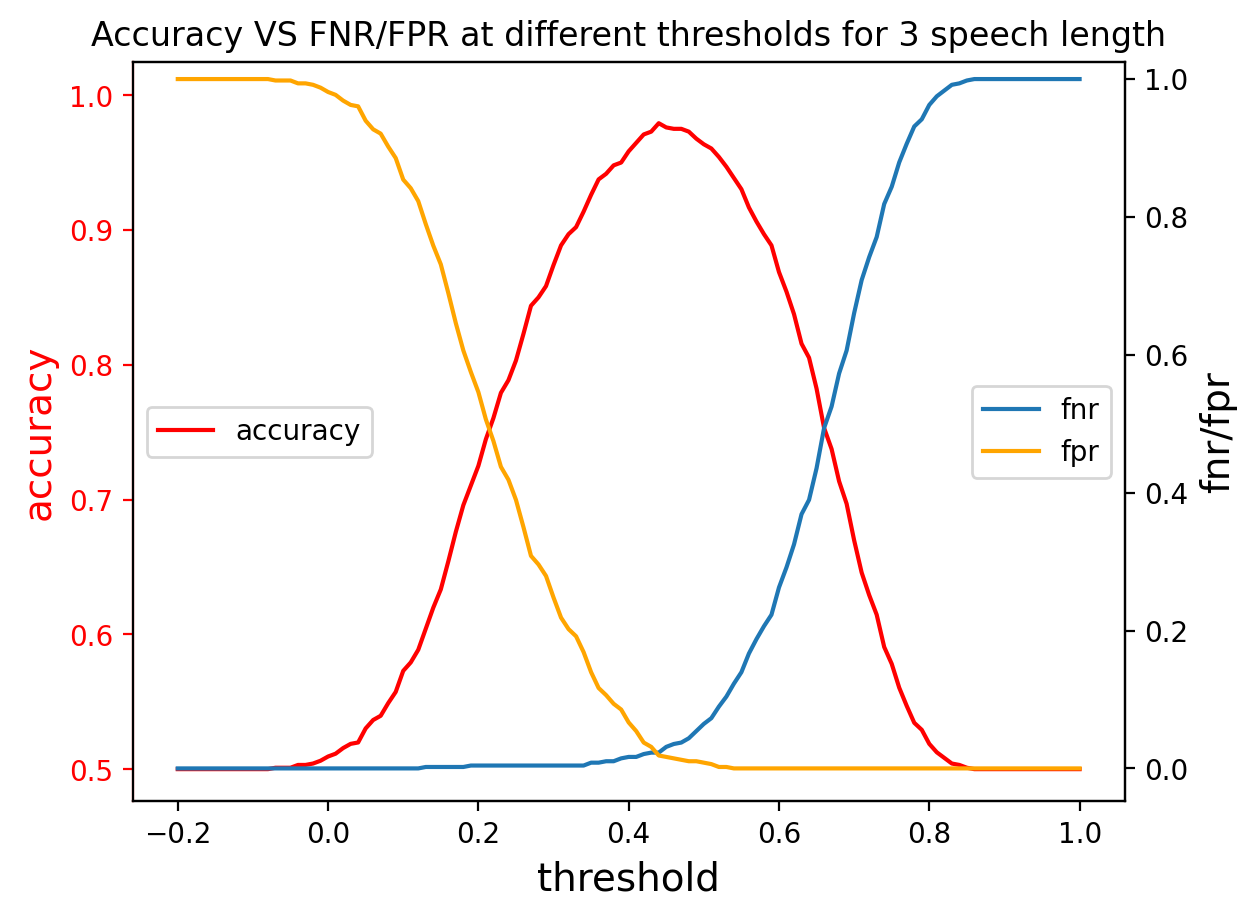 Accuracy VS FNR/FPR at different thresholds for 3 speech length
1.0
0.9
0.8
0.7
0.6
0.5
accuracy
accuracy
fnr
fpr
1.0
0.8
0.6
0.4
0.2
0.0
fnr/fpr
−0.2 0.0 0.2 0.4 0.6 0.8 1.0
threshold